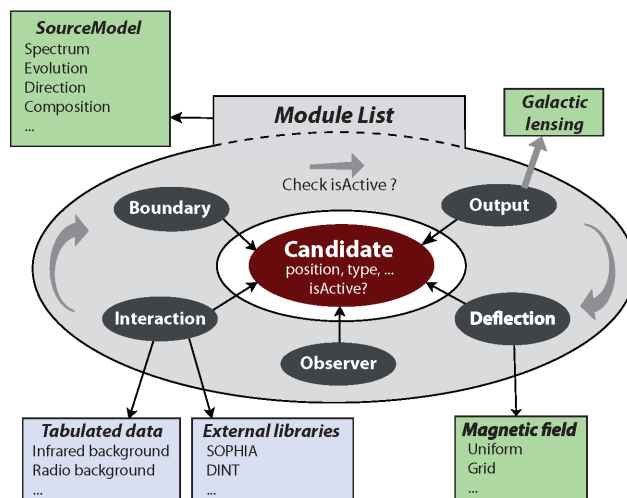 SourceModel
Spectrum
Evolution
Direction
Composition
...
Module List
Galactic
lensing
Check isActive ?
Boundary
Output
Candidate
position, type, ...
isActive?
Interaction
Deflection
Observer
Tabulated data
Infrared background
Radio background
...
External libraries
SOPHIA
DINT
...
Magnetic field
Uniform
Grid
...